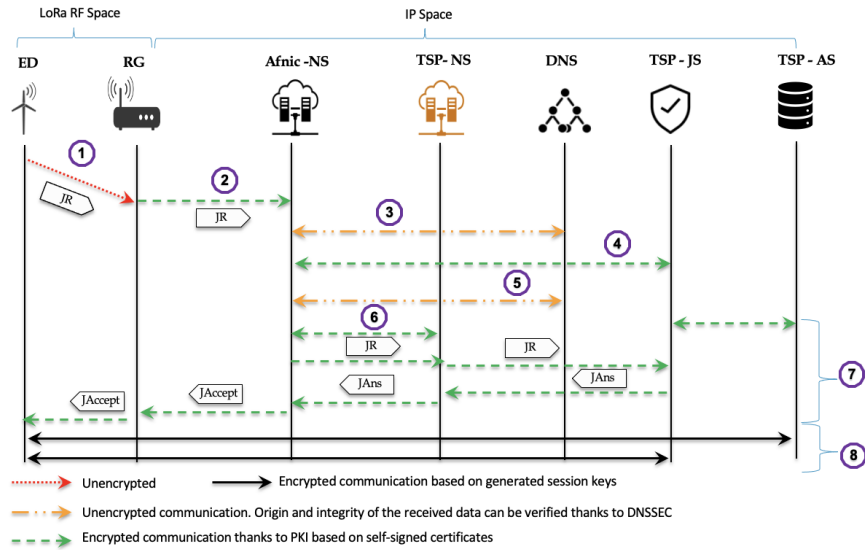 LoRa RF Space IP Space
ED RG Afnic -NS TSP- NS DNS TSP - JS TSP - AS
1
JR
2
JR
3
4
5
6
JR JR
JAns JAns
JAccept JAccept
7
8
Unencrypted Encrypted communication based on generated session keys
Unencrypted communication. Origin and integrity of the received data can be verified thanks to DNSSEC
Encrypted communication thanks to PKI based on self-signed certificates